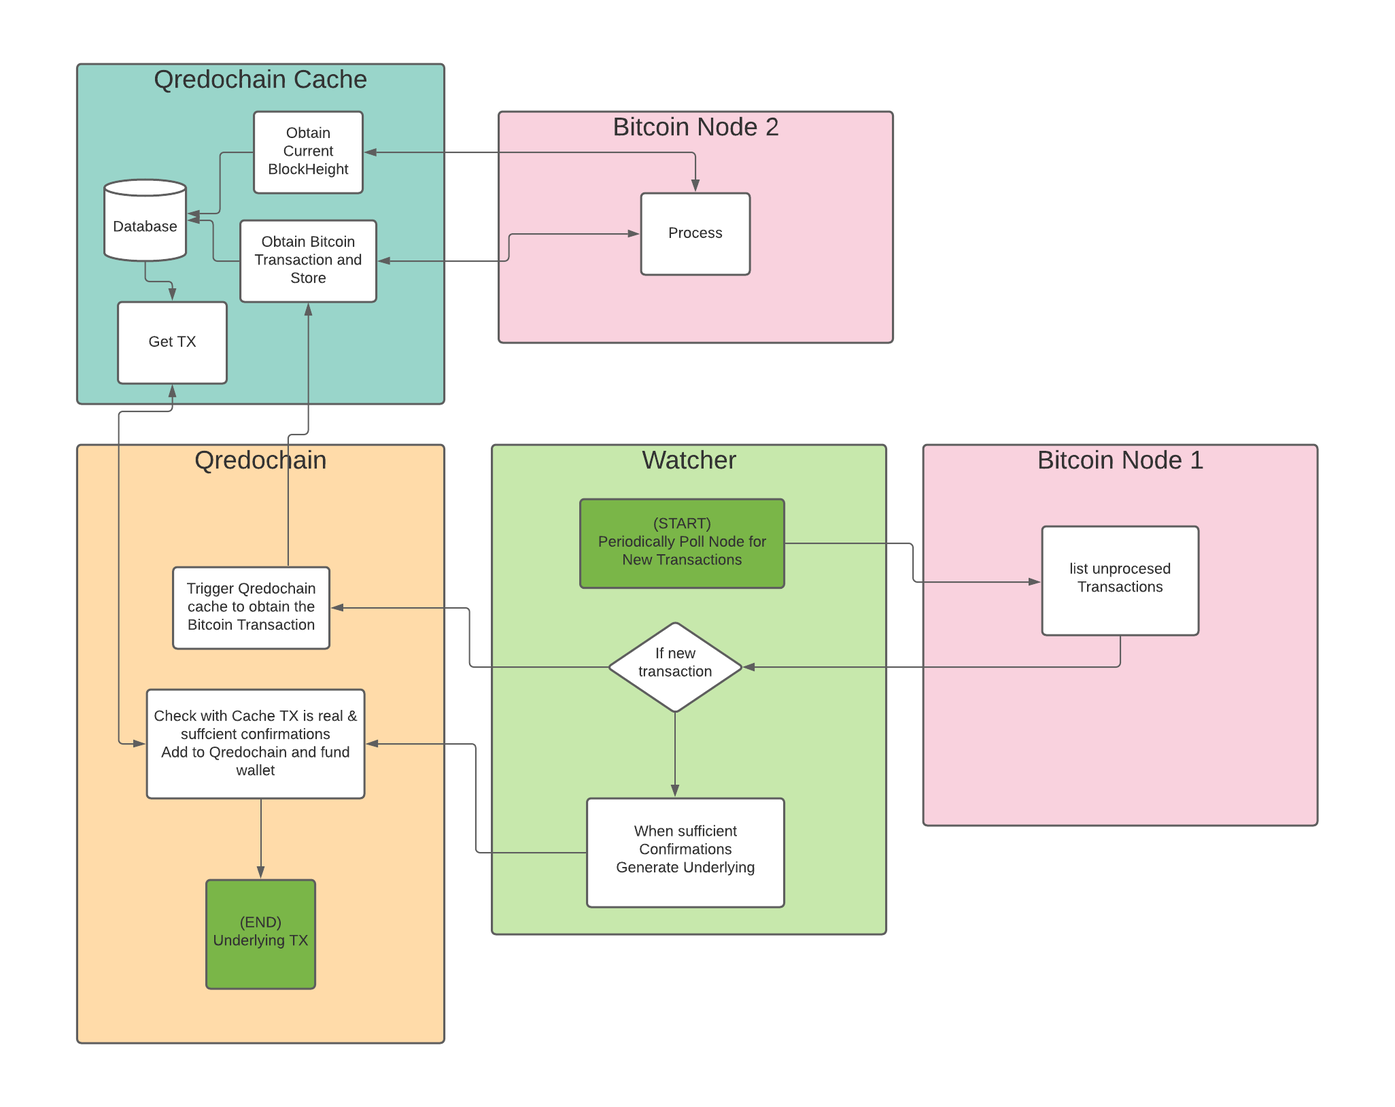 Qredochain Cache
Obtain
Current
BlockHeight
Database
Obtain Bitcoin
Transaction and
Store
Get TX
Bitcoin Node 2
Process
Qredochain
Trigger Qredochain
cache to obtain the
Bitcoin Transaction
Check with Cache TX is real &
suffcient confirmations
Add to Qredochain and fund
wallet
(END)
Underlying TX
Watcher
(START)
Periodically Poll Node for
New Transactions
If new
transaction
When sufficient
Confirmations
Generate Underlying
Bitcoin Node 1
list unprocesed
Transactions